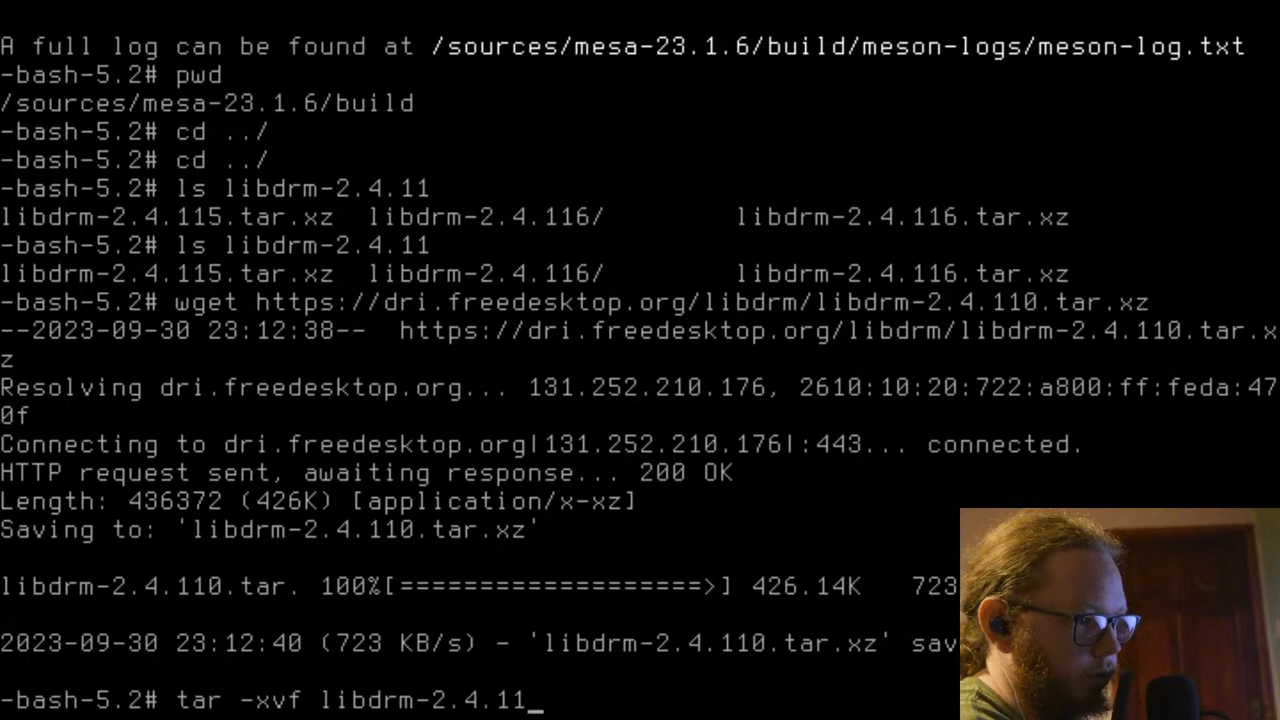 A full log can be found at /sources/mesa-23.1.6/build/meson-logs/meson-log.txt
-bash-5.2# pwd
/sources/mesa-23.1.6/build
-bash-5.2# cd ../
-bash-5.2# cd ../
-bash-5.2# ls libdrm-2.4.11
libdrm-2.4.115.tar.xz  libdrm-2.4.116/        libdrm-2.4.116.tar.xz
-bash-5.2# ls libdrm-2.4.11
libdrm-2.4.115.tar.xz  libdrm-2.4.116/        libdrm-2.4.116.tar.xz
-bash-5.2# wget https://dri.freedesktop.org/libdrm/libdrm-2.4.110.tar.xz
--2023-09-30 23:12:38--  https://dri.freedesktop.org/libdrm/libdrm-2.4.110.tar.x
z
Resolving dri.freedesktop.org... 131.252.210.176, 2610:10:20:722:a800:ff:feda:47
0f
Connecting to dri.freedesktop.org|131.252.210.176|:443... connected.
HTTP request sent, awaiting response... 200 OK
Length: 436372 (426K) [application/x-xz]
Saving to: 'libdrm-2.4.110.tar.xz'
libdrm-2.4.110.tar. 100%[===================>] 426.14K   723
2023-09-30 23:12:40 (723 KB/s) - 'libdrm-2.4.110.tar.xz' sav
-bash-5.2# tar -xvf libdrm-2.4.11_